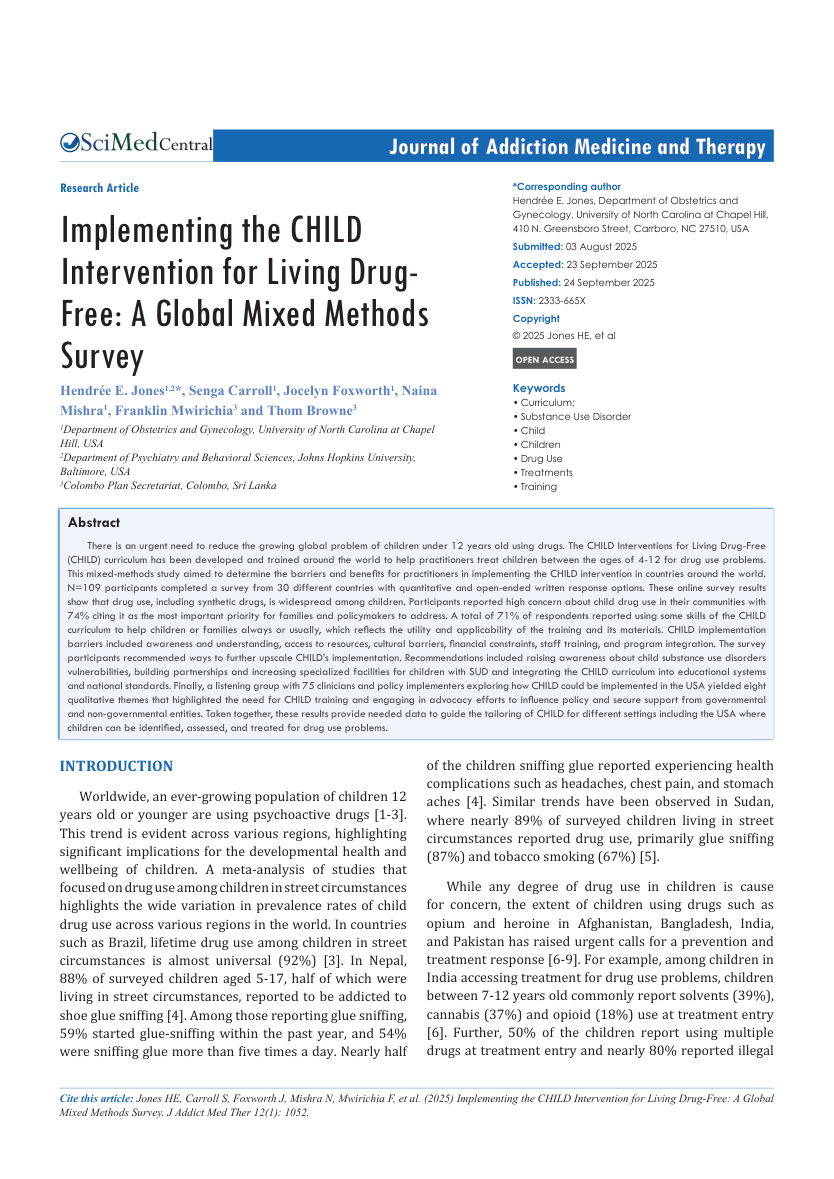 SciMedCentral
Journal of Addiction Medicine and Therapy
Research Article
Implementing the CHILD
Intervention for Living Drug-
Free: A Global Mixed Methods
Survey
Hendrée E. Jones¹,²*, Senga Carroll¹, Jocelyn Foxworth¹, Naina
Mishra¹, Franklin Mwirichia³ and Thom Browne³
¹Department of Obstetrics and Gynecology, University of North Carolina at Chapel
Hill, USA
²Department of Psychiatry and Behavioral Sciences, Johns Hopkins University,
Baltimore, USA
³Colombo Plan Secretariat, Colombo, Sri Lanka
*Corresponding author
Hendrée E. Jones, Department of Obstetrics and
Gynecology, University of North Carolina at Chapel Hill,
410 N. Greensboro Street, Carrboro, NC 27510, USA
Submitted: 03 August 2025
Accepted: 23 September 2025
Published: 24 September 2025
ISSN: 2333-665X
Copyright
© 2025 Jones HE, et al
OPEN ACCESS
Keywords
• Curriculum;
• Substance Use Disorder
• Child
• Children
• Drug Use
• Treatments
• Training
Abstract
There is an urgent need to reduce the growing global problem of children under 12 years old using drugs. The CHILD Interventions for Living Drug-Free
(CHILD) curriculum has been developed and trained around the world to help practitioners treat children between the ages of 4-12 for drug use problems.
This mixed-methods study aimed to determine the barriers and benefits for practitioners in implementing the CHILD intervention in countries around the world.
N=109 participants completed a survey from 30 different countries with quantitative and open-ended written response options. These online survey results
show that drug use, including synthetic drugs, is widespread among children. Participants reported high concern about child drug use in their communities with
74% citing it as the most important priority for families and policymakers to address. A total of 71% of respondents reported using some skills of the CHILD
curriculum to help children or families always or usually, which reflects the utility and applicability of the training and its materials. CHILD implementation
barriers included awareness and understanding, access to resources, cultural barriers, financial constraints, staff training, and program integration. The survey
participants recommended ways to further upscale CHILD's implementation. Recommendations included raising awareness about child substance use disorders
vulnerabilities, building partnerships and increasing specialized facilities for children with SUD and integrating the CHILD curriculum into educational systems
and national standards. Finally, a listening group with 75 clinicians and policy implementers exploring how CHILD could be implemented in the USA yielded eight
qualitative themes that highlighted the need for CHILD training and engaging in advocacy efforts to influence policy and secure support from governmental
and non-governmental entities. Taken together, these results provide needed data to guide the tailoring of CHILD for different settings including the USA where
children can be identified, assessed, and treated for drug use problems.
INTRODUCTION
Worldwide, an ever-growing population of children 12
years old or younger are using psychoactive drugs [1-3].
This trend is evident across various regions, highlighting
significant implications for the developmental health and
wellbeing of children. A meta-analysis of studies that
focused on drug use among children in street circumstances
highlights the wide variation in prevalence rates of child
drug use across various regions in the world. In countries
such as Brazil, lifetime drug use among children in street
circumstances is almost universal (92%) [3]. In Nepal,
88% of surveyed children aged 5-17, half of which were
living in street circumstances, reported to be addicted to
shoe glue sniffing [4]. Among those reporting glue sniffing,
59% started glue-sniffing within the past year, and 54%
were sniffing glue more than five times a day. Nearly half
of the children sniffing glue reported experiencing health
complications such as headaches, chest pain, and stomach
aches [4]. Similar trends have been observed in Sudan,
where nearly 89% of surveyed children living in street
circumstances reported drug use, primarily glue sniffing
(87%) and tobacco smoking (67%) [5].
While any degree of drug use in children is cause
for concern, the extent of children using drugs such as
opium and heroine in Afghanistan, Bangladesh, India,
and Pakistan has raised urgent calls for a prevention and
treatment response [6-9]. For example, among children in
India accessing treatment for drug use problems, children
between 7-12 years old commonly report solvents (39%),
cannabis (37%) and opioid (18%) use at treatment entry
[6]. Further, 50% of the children report using multiple
drugs at treatment entry and nearly 80% reported illegal
Cite this article: Jones HE, Carroll S, Foxworth J, Mishra N, Mwirichia F, et al. (2025) Implementing the CHILD Intervention for Living Drug-Free: A Global
Mixed Methods Survey. J Addict Med Ther 12(1): 1052.